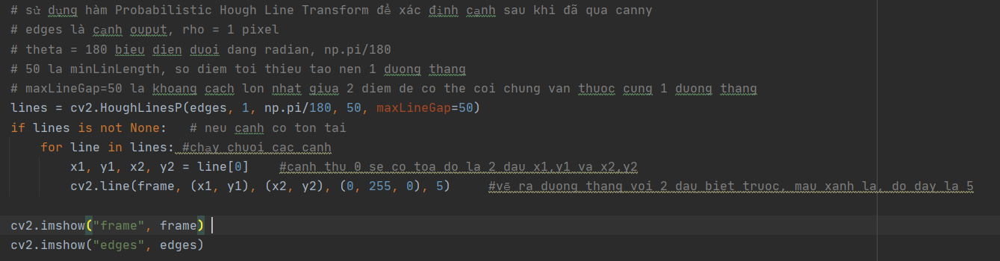 # sử dụng hàm Probabilistic Hough Line Transform để xác định cạnh sau khi đã qua canny
# edges là cạnh ouput, rho = 1 pixel
# theta = 180 bieu dien duoi dang radian, np.pi/180
# 50 la minLinLength, so diem toi thieu tao nen 1 duong thang
# maxLineGap=50 la khoang cach lon nhat giua 2 diem de co the coi chung van thuoc cung 1 duong thang
lines = cv2.HoughLinesP(edges, 1, np.pi/180, 50, maxLineGap=50)
if lines is not None:   # neu canh co ton tai
    for line in lines: #chạy chuoi cac canh
        x1, y1, x2, y2 = line[0]    #canh thu 0 se co toa do la 2 dau x1,y1 va x2,y2
        cv2.line(frame, (x1, y1), (x2, y2), (0, 255, 0), 5)     #vẽ ra duong thang voi 2 dau biet truoc, mau xanh la, do day la 5
cv2.imshow("frame", frame)
cv2.imshow("edges", edges)